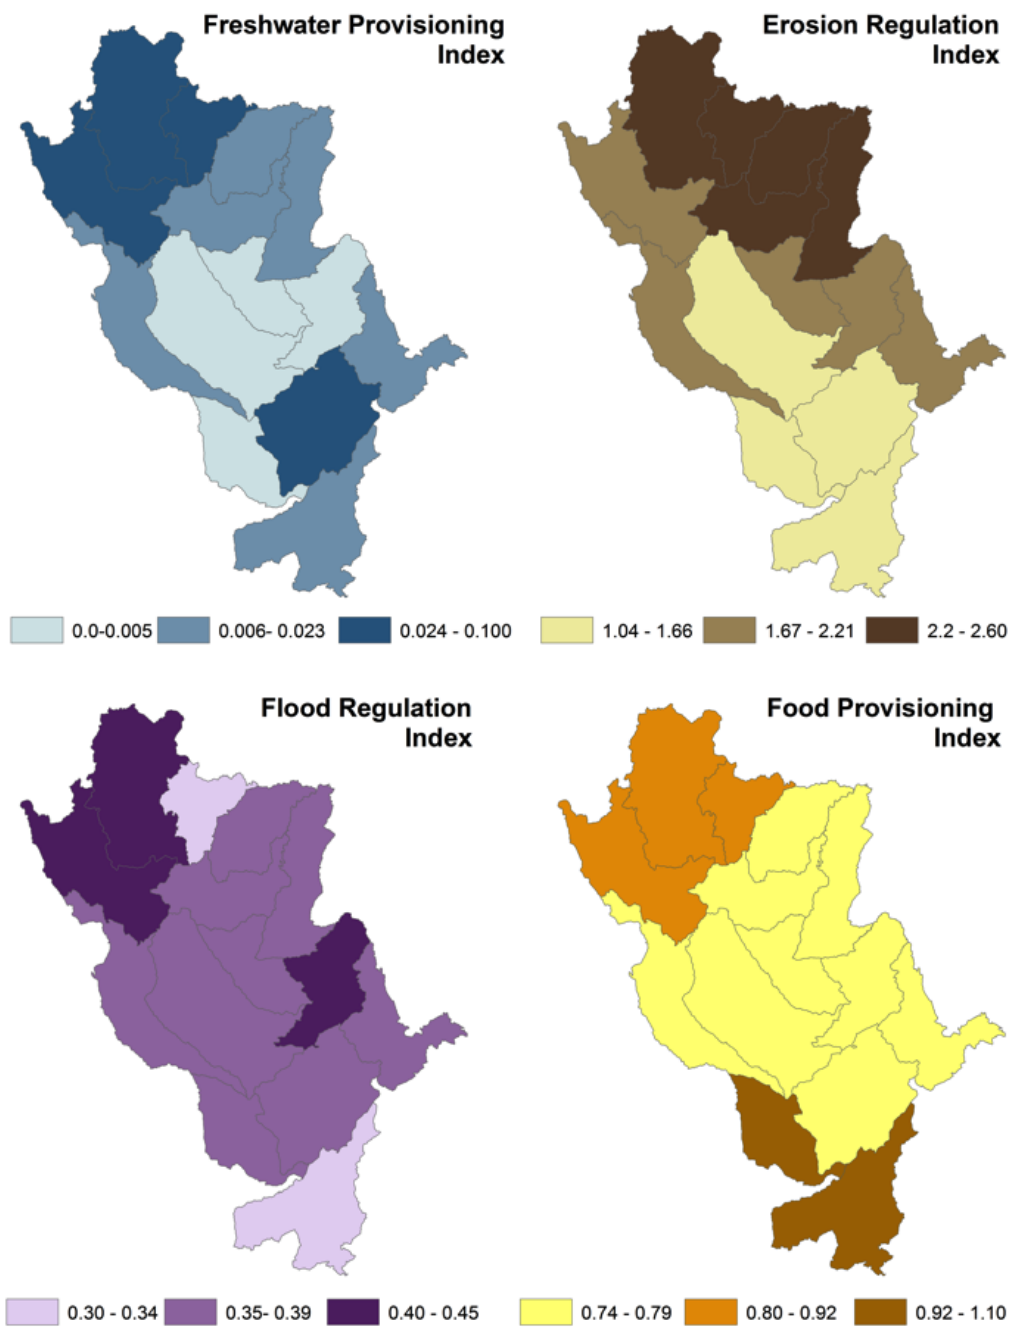 Freshwater Provisioning
Index
Erosion Regulation
Index
0.0-0.005
0.006- 0.023
0.024 - 0.100
1.04 - 1.66
1.67 - 2.21
2.2 - 2.60
Flood Regulation
Index
Food Provisioning
Index
0.30 - 0.34
0.35- 0.39
0.40 - 0.45
0.74 - 0.79
0.80 - 0.92
0.92 - 1.10